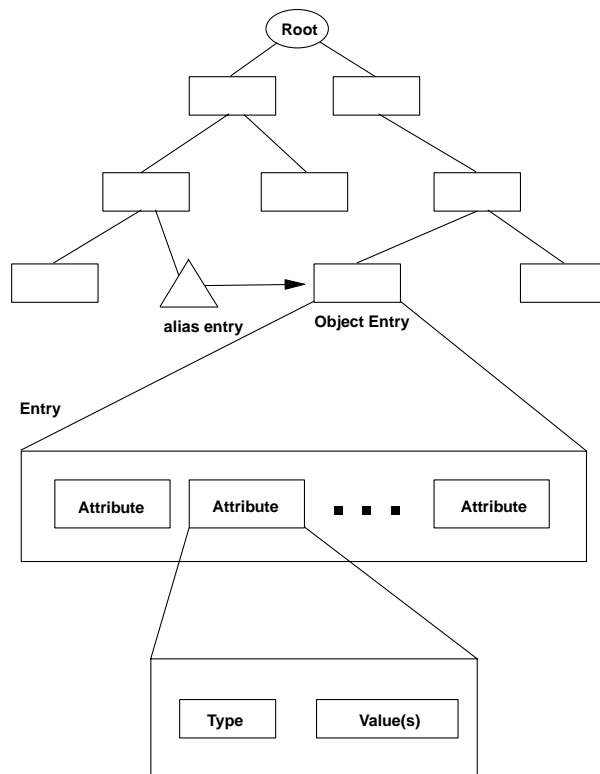 Root
alias entry
Object Entry
Entry
Attribute
Attribute
Attribute
Type
Value(s)